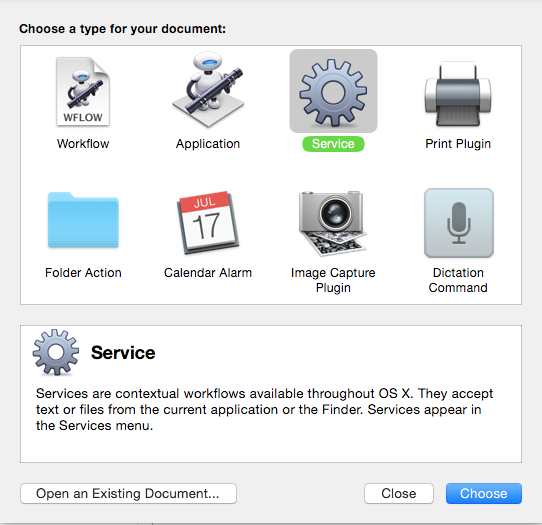 Choose a type for your document:
WFLOW
Workflow
Application
Service
Print Plugin
JUL
17
Folder Action
Calendar Alarm
Image Capture
Plugin
Dictation
Command
Service
Services are contextual workflows available throughout OS X. They accept
text or files from the current application or the Finder. Services appear in
the Services menu.
Open an Existing Document...
Close
Choose